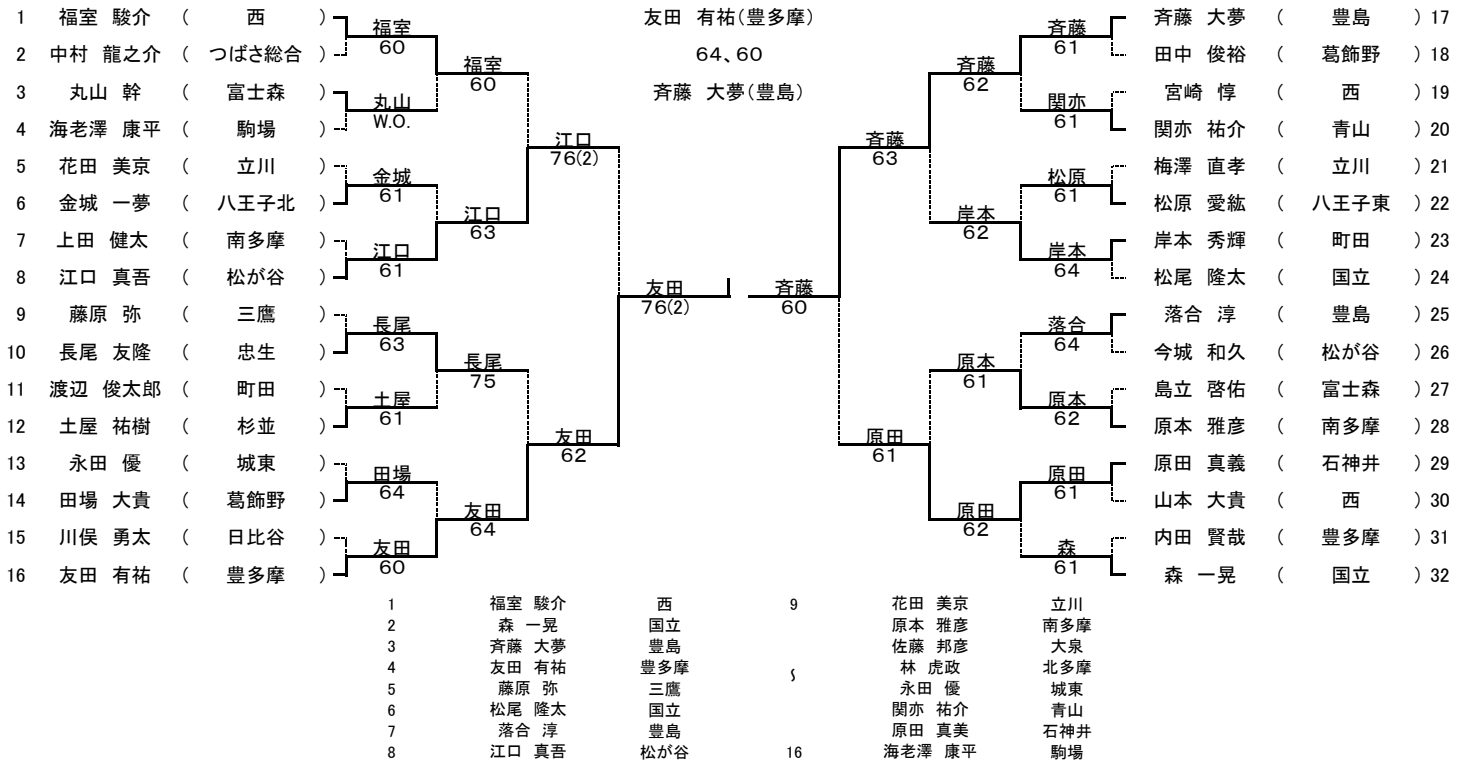 友田 有祐(豊多摩)
64、60
斉藤 大夢(豊島)
1 福室 駿介 ( 西 )
2 中村 龍之介 ( つばさ総合 )
3 丸山 幹 ( 富士森 )
4 海老澤 康平 ( 駒場 )
5 花田 美京 ( 立川 )
6 金城 一夢 ( 八王子北 )
7 上田 健太 ( 南多摩 )
8 江口 真吾 ( 松が谷 )
9 藤原 弥 ( 三鷹 )
10 長尾 友隆 ( 忠生 )
11 渡辺 俊太郎 ( 町田 )
12 土屋 祐樹 ( 杉並 )
13 永田 優 ( 城東 )
14 田場 大貴 ( 葛飾野 )
15 川俣 勇太 ( 日比谷 )
16 友田 有祐 ( 豊多摩 )
福室
60
丸山
W.O.
金城
61
江口
61
長尾
63
土屋
61
田場
64
友田
60
福室
60
江口
63
長尾
75
友田
64
江口
76(2)
友田
62
友田
76(2)
斉藤
60
斉藤
63
原田
61
斉藤
62
岸本
62
原本
61
原田
62
斉藤
61
関亦
61
松原
61
岸本
64
落合
64
原本
62
原田
61
森
61
斉藤 大夢 ( 豊島 ) 17
田中 俊裕 ( 葛飾野 ) 18
宮崎 惇 ( 西 ) 19
関亦 祐介 ( 青山 ) 20
梅澤 直孝 ( 立川 ) 21
松原 愛紘 ( 八王子東 ) 22
岸本 秀輝 ( 町田 ) 23
松尾 隆太 ( 国立 ) 24
落合 淳 ( 豊島 ) 25
今城 和久 ( 松が谷 ) 26
島立 啓佑 ( 富士森 ) 27
原本 雅彦 ( 南多摩 ) 28
原田 真義 ( 石神井 ) 29
山本 大貴 ( 西 ) 30
内田 賢哉 ( 豊多摩 ) 31
森 一晃 ( 国立 ) 32
1 福室 駿介 西 9 花田 美京 立川
2 森 一晃 国立 原本 雅彦 南多摩
3 斉藤 大夢 豊島 佐藤 邦彦 大泉
4 友田 有祐 豊多摩 〜 林 虎政 北多摩
5 藤原 弥 三鷹 永田 優 城東
6 松尾 隆太 国立 関亦 祐介 青山
7 落合 淳 豊島 原田 真美 石神井
8 江口 真吾 松が谷 16 海老澤 康平 駒場